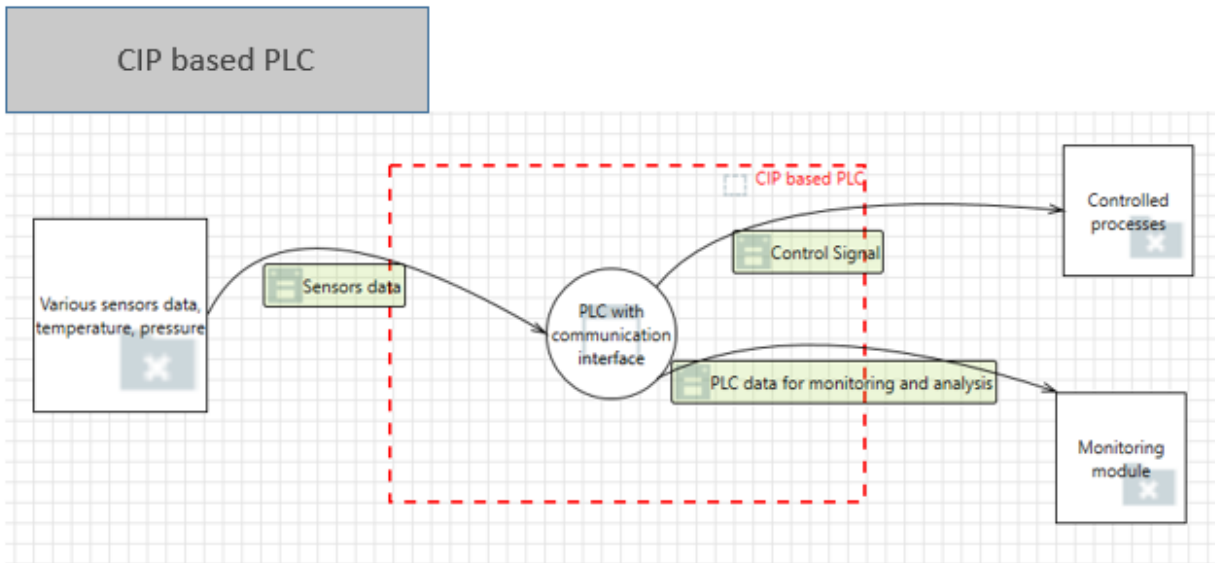 CIP based PLC
CIP based PLC
Controlled
processes
Control Signal
Sensors data
Various sensors data,
temperature, pressure
PLC with
communication
interface
PLC data for monitoring and analysis
Monitoring
module